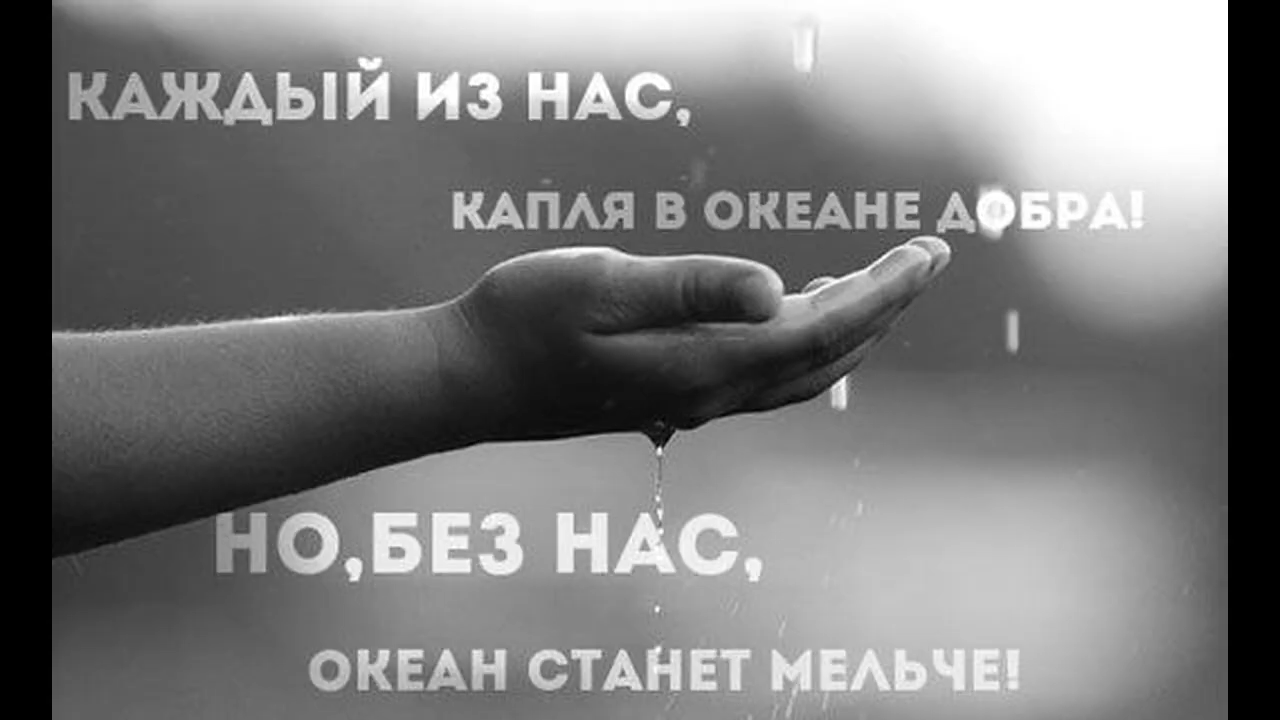 КАЖДЫЙ ИЗ НАС,
КАПЛЯ В ОКЕАНЕ ДОБРА!
НО,БЕЗ НАС,
ОКЕАН СТАНЕТ МЕЛЬЧЕ!